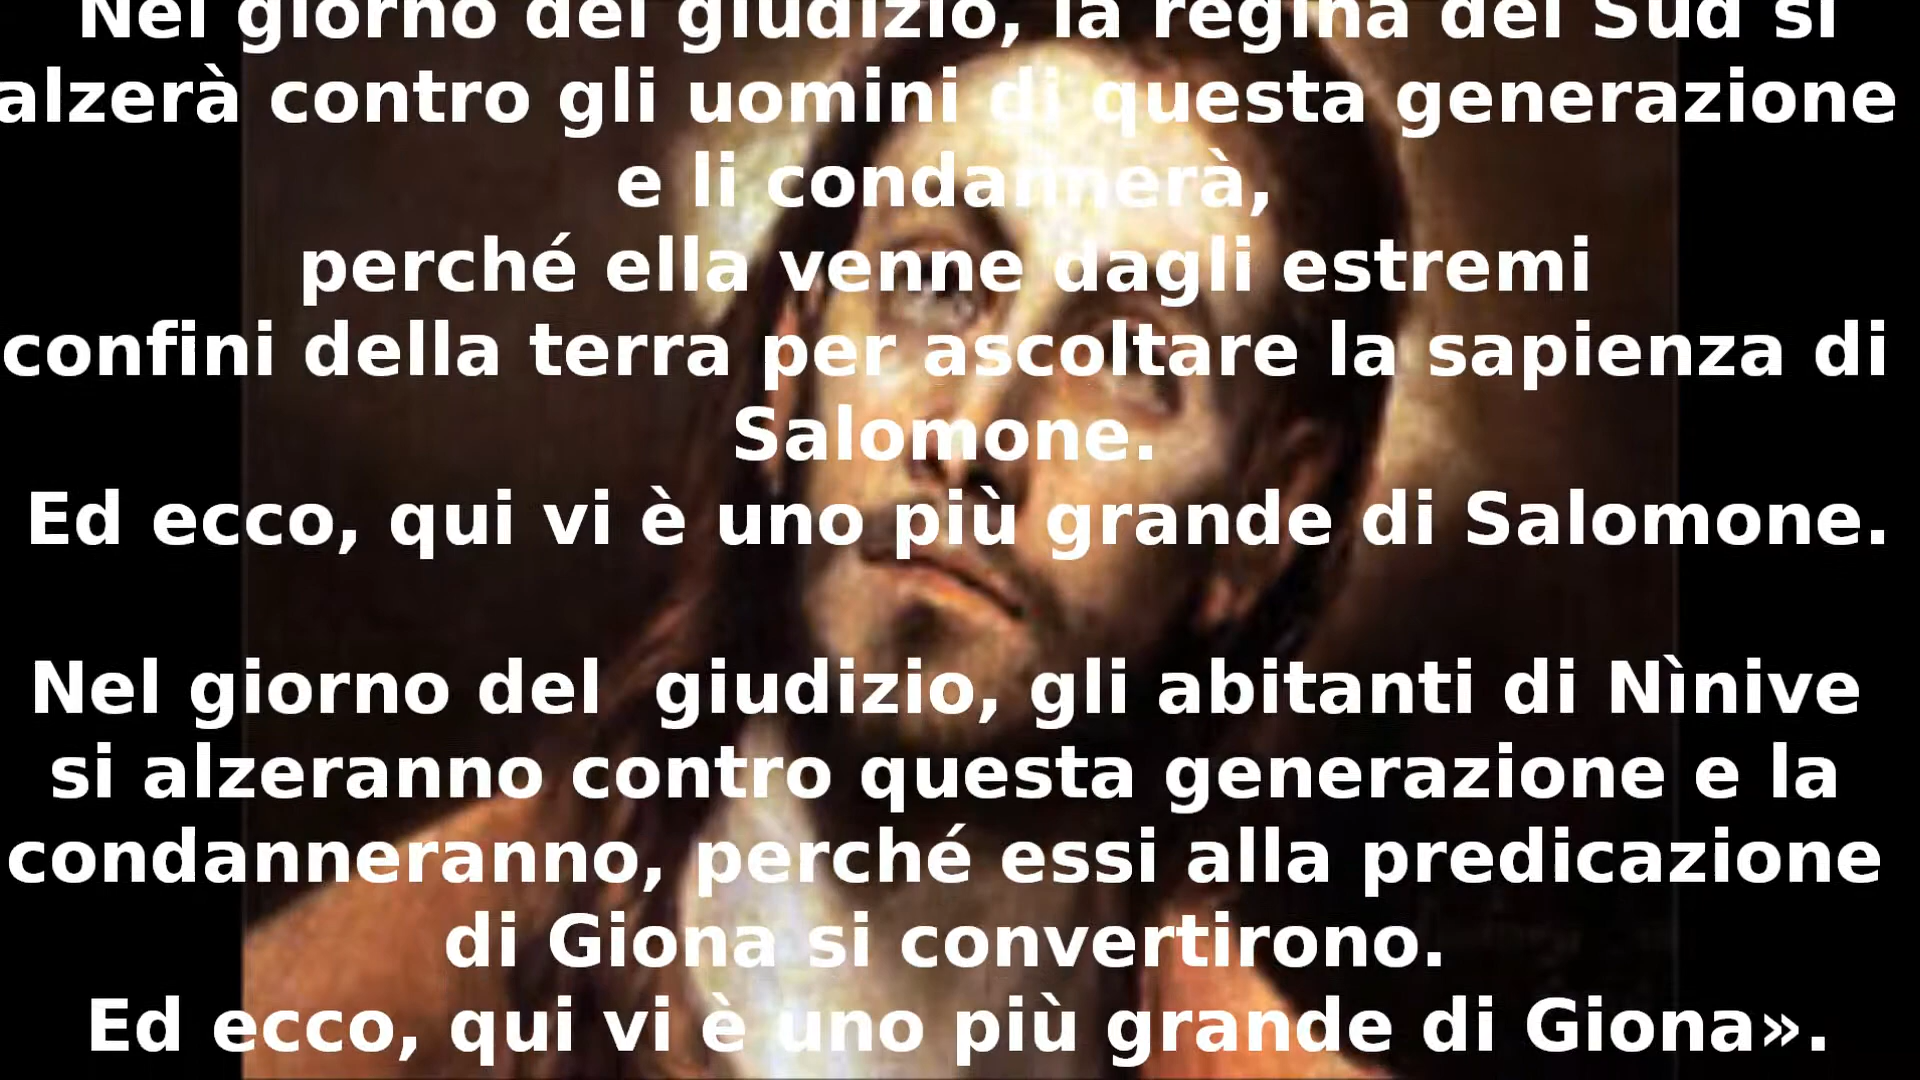 Nel giorno del giudizio, la regina del Sud si
alzerà contro gli uomini di questa generazione
e li condannerà,
perché ella venne dagli estremi
confini della terra per ascoltare la sapienza di
Salomone.
Ed ecco, qui vi è uno più grande di Salomone.
Nel giorno del  giudizio, gli abitanti di Nìnive
si alzeranno contro questa generazione e la
condanneranno, perché essi alla predicazione
di Giona si convertirono.
Ed ecco, qui vi è uno più grande di Giona».